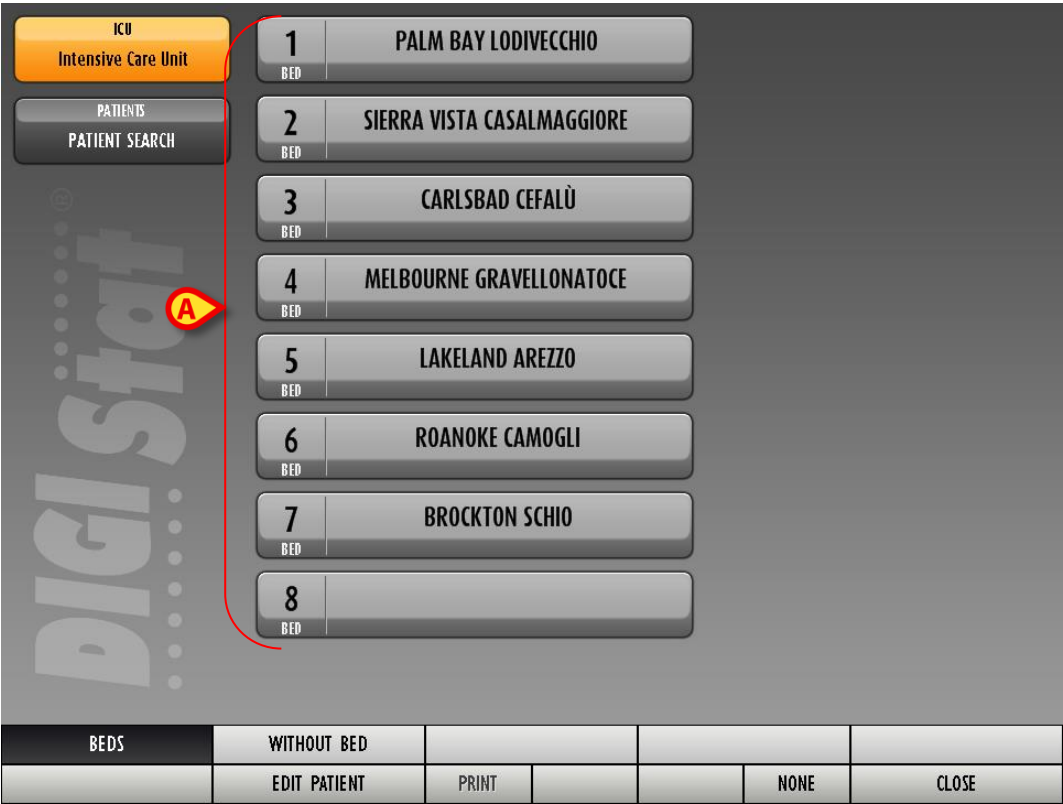 ICU
Intensive Care Unit
PATIENTS
PATIENT SEARCH
DIGI Stat®
A
1
BED
PALM BAY LODIVECCHIO
2
BED
SIERRA VISTA CASALMAGGIORE
3
BED
CARLSBAD CEFALÙ
4
BED
MELBOURNE GRAVELLONATOCE
5
BED
LAKELAND AREZZO
6
BED
ROANOKE CAMOGLI
7
BED
BROCKTON SCHIO
8
BED
BEDS WITHOUT BED
EDIT PATIENT PRINT NONE CLOSE